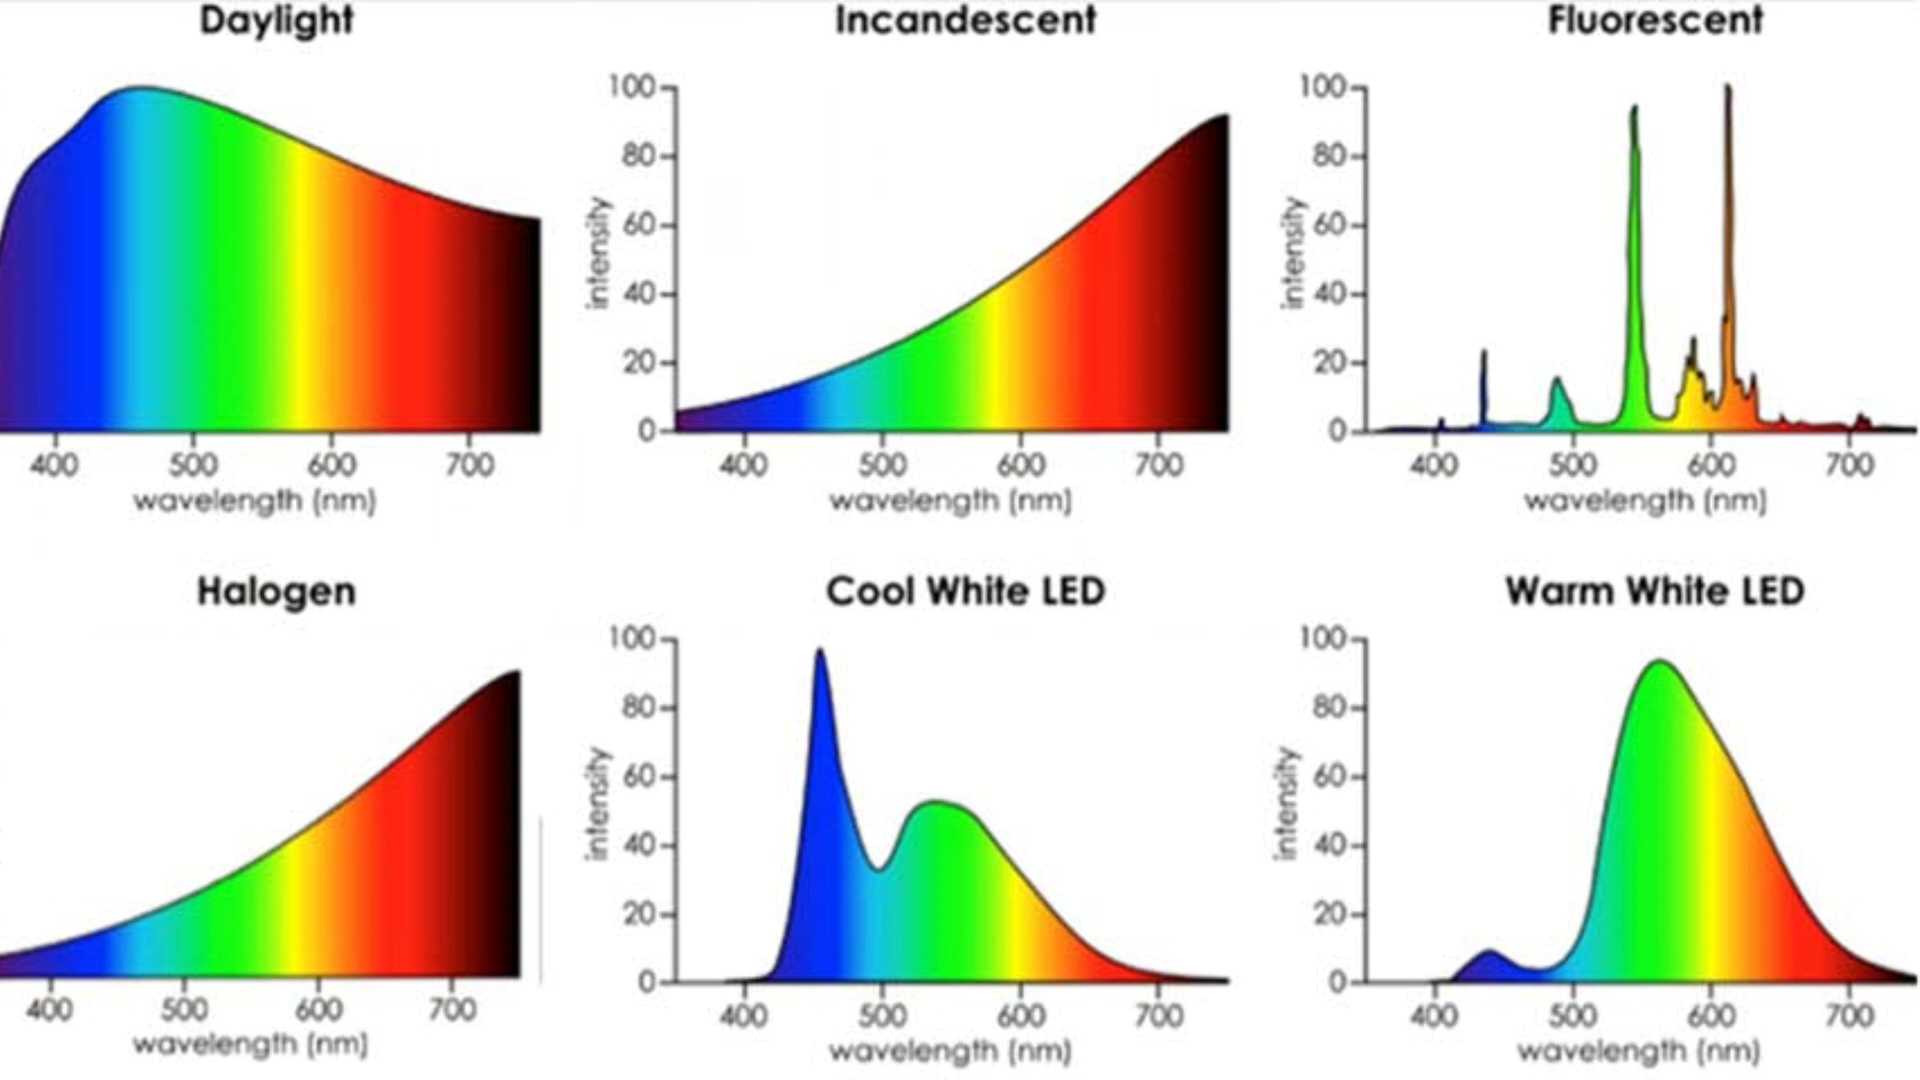 Daylight
400 500 600 700
wavelength (nm)
Incandescent
100
80
60
40
20
0
intensity
400 500 600 700
wavelength (nm)
Fluorescent
100
80
60
40
20
0
intensity
400 500 600 700
wavelength (nm)
Halogen
400 500 600 700
wavelength (nm)
Cool White LED
100
80
60
40
20
0
intensity
400 500 600 700
wavelength (nm)
Warm White LED
100
80
60
40
20
0
intensity
400 500 600 700
wavelength (nm)